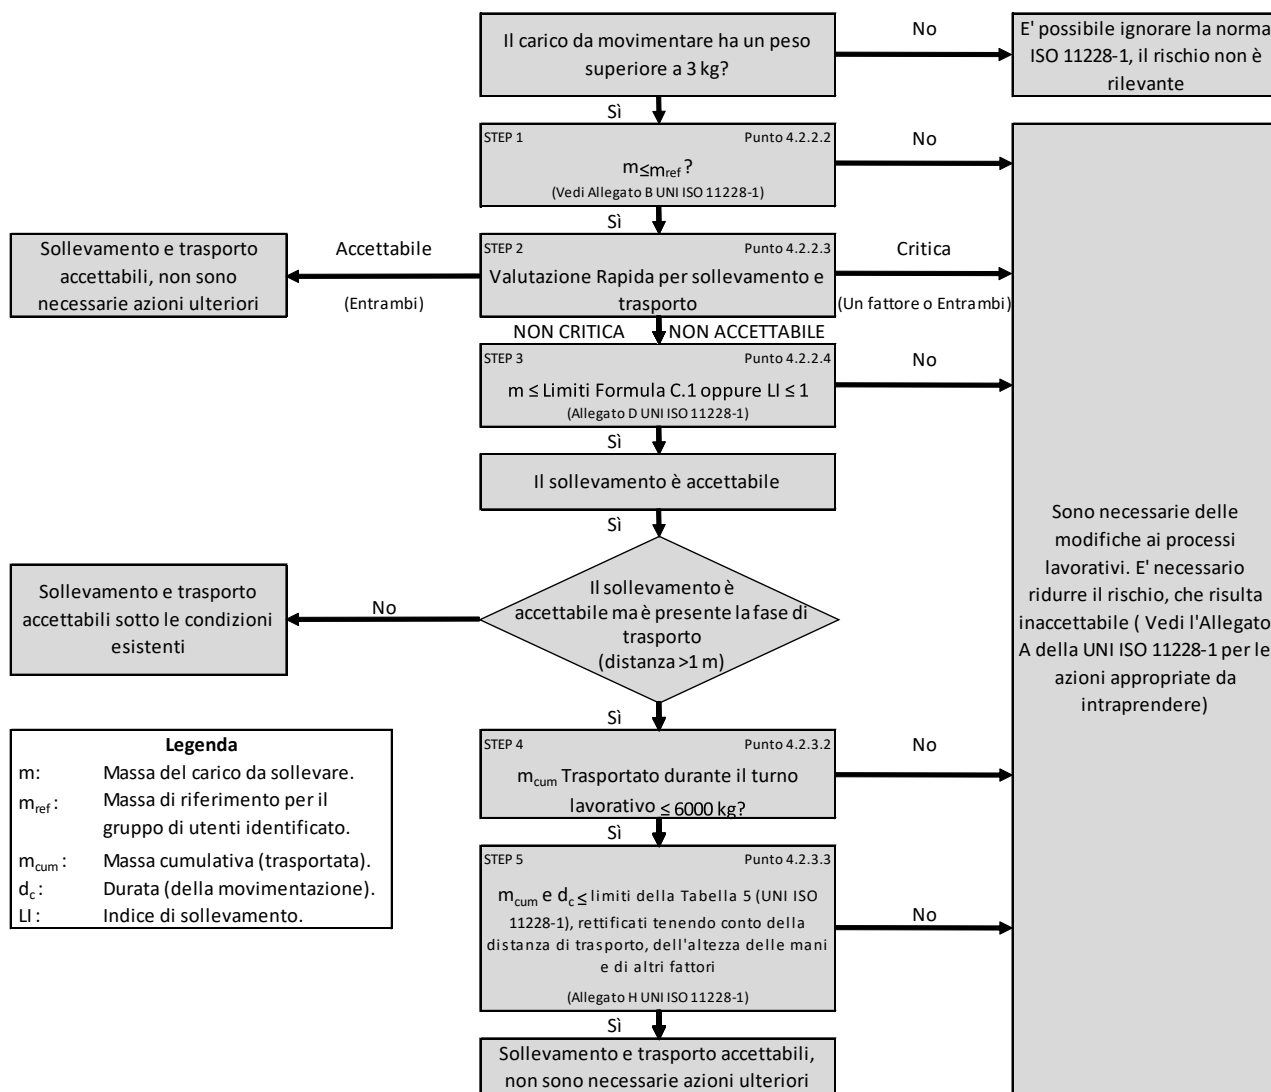 Il carico da movimentare ha un peso
superiore a 3 kg?
No
E' possibile ignorare la norma
ISO 11228-1, il rischio non è
rilevante
Sì
STEP 1 Punto 4.2.2.2
m≤mref ?
(Vedi Allegato B UNI ISO 11228-1)
No
Sì
Sollevamento e trasporto
accettabili, non sono
necessarie azioni ulteriori
Accettabile
(Entrambi)
STEP 2 Punto 4.2.2.3
Valutazione Rapida per sollevamento e
trasporto
Critica
(Un fattore o Entrambi)
NON CRITICA NON ACCETTABILE
STEP 3 Punto 4.2.2.4
m ≤ Limiti Formula C.1 oppure LI ≤ 1
(Allegato D UNI ISO 11228-1)
No
Sì
Il sollevamento è accettabile
Sì
Il sollevamento è
accettabile ma è presente la fase di
trasporto
(distanza >1 m)
No
Sollevamento e trasporto
accettabili sotto le condizioni
esistenti
Sono necessarie delle
modifiche ai processi
lavorativi. E' necessario
ridurre il rischio, che risulta
inaccettabile ( Vedi l'Allegato
A della UNI ISO 11228-1 per le
azioni appropriate da
intraprendere)
Sì
STEP 4 Punto 4.2.3.2
mcum Trasportato durante il turno
lavorativo ≤ 6000 kg?
No
Sì
STEP 5 Punto 4.2.3.3
mcum e dc ≤ limiti della Tabella 5 (UNI ISO
11228-1), rettificati tenendo conto della
distanza di trasporto, dell'altezza delle mani
e di altri fattori
(Allegato H UNI ISO 11228-1)
No
Sì
Sollevamento e trasporto accettabili,
non sono necessarie azioni ulteriori
Legenda
m: Massa del carico da sollevare.
mref : Massa di riferimento per il
gruppo di utenti identificato.
mcum : Massa cumulativa (trasportata).
dc : Durata (della movimentazione).
LI : Indice di sollevamento.